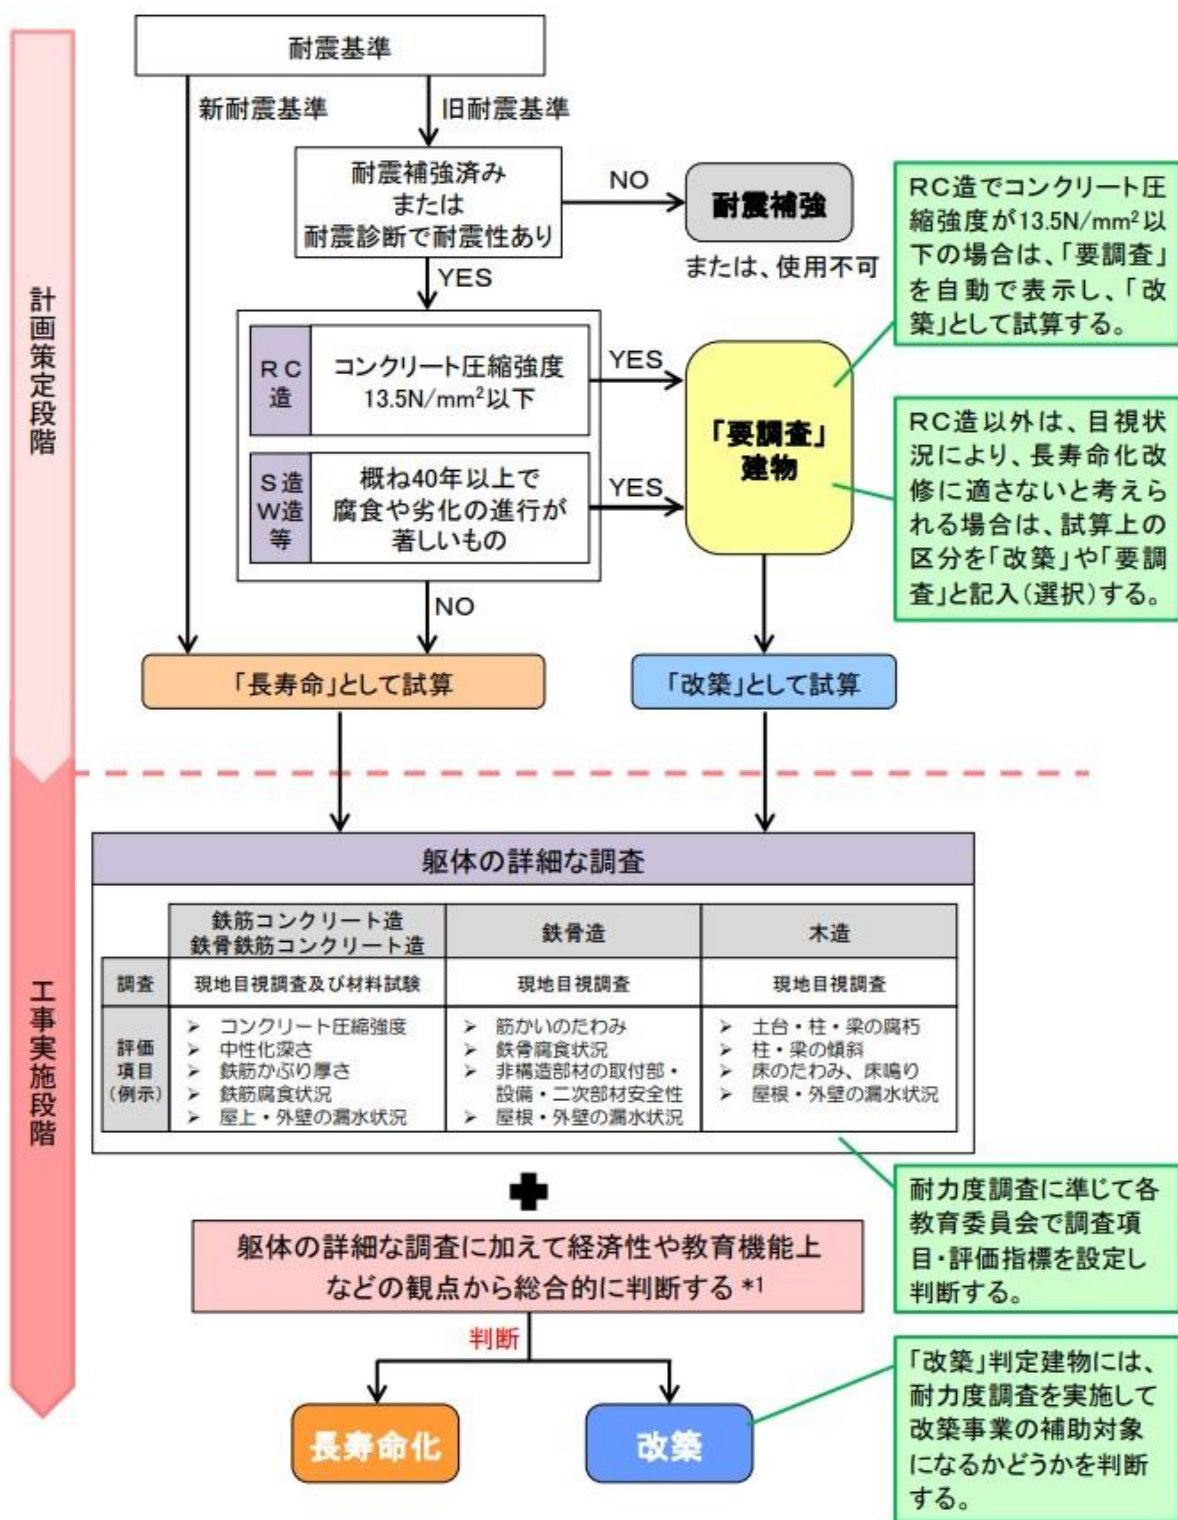 耐震基準
新耐震基準
旧耐震基準
耐震補強済み
または
耐震診断で耐震性あり
NO
耐震補強
または、使用不可
YES
RC
造
コンクリート圧縮強度
13.5N/mm²以下
YES
S造
W造
等
概ね40年以上で
腐食や劣化の進行が
著しいもの
YES
「要調査」
建物
NO
RC造でコンクリート圧
縮強度が13.5N/mm²以
下の場合は、「要調査」
を自動で表示し、「改
築」として試算する。
RC造以外は、目視状
況により、長寿命化改
修に適さないと考えら
れる場合は、試算上の
区分を「改築」や「要調
査」と記入(選択)する。
「長寿命」として試算
「改築」として試算
計画策定段階
工事実施段階
躯体の詳細な調査
鉄筋コンクリート造
鉄骨鉄筋コンクリート造
鉄骨造
木造
調査
現地目視調査及び材料試験
現地目視調査
現地目視調査
評価
項目
(例示)
➢ コンクリート圧縮強度
➢ 中性化深さ
➢ 鉄筋かぶり厚さ
➢ 鉄筋腐食状況
➢ 屋上・外壁の漏水状況
➢ 筋かいのたわみ
➢ 鉄骨腐食状況
➢ 非構造部材の取付部・
設備・二次部材安全性
➢ 屋根・外壁の漏水状況
➢ 土台・柱・梁の腐朽
➢ 柱・梁の傾斜
➢ 床のたわみ、床鳴り
➢ 屋根・外壁の漏水状況
耐力度調査に準じて各
教育委員会で調査項
目・評価指標を設定し
判断する。
躯体の詳細な調査に加えて経済性や教育機能上
などの観点から総合的に判断する *1
判断
長寿命化
改築
「改築」判定建物には、
耐力度調査を実施して
改築事業の補助対象
になるかどうかを判断
する。